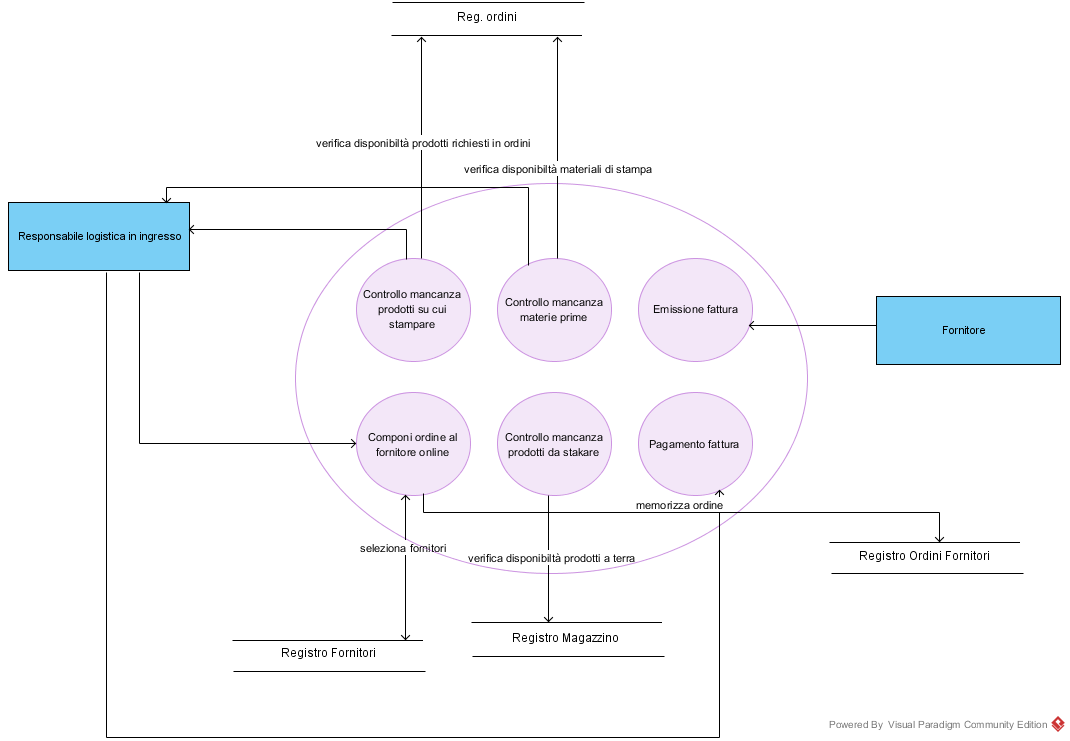 Reg. ordini
verifica disponibiltà prodotti richiesti in ordini
verifica disponibiltà materiali di stampa
Responsabile logistica in ingresso
Controllo mancanza
prodotti su cui
stampare
Controllo mancanza
materie prime
Emissione fattura
Fornitore
Componi ordine al
fornitore online
Controllo mancanza
prodotti da stakare
Pagamento fattura
memorizza ordine
seleziona fornitori
verifica disponibiltà prodotti a terra
Registro Ordini Fornitori
Registro Magazzino
Registro Fornitori
Powered By Visual Paradigm Community Edition